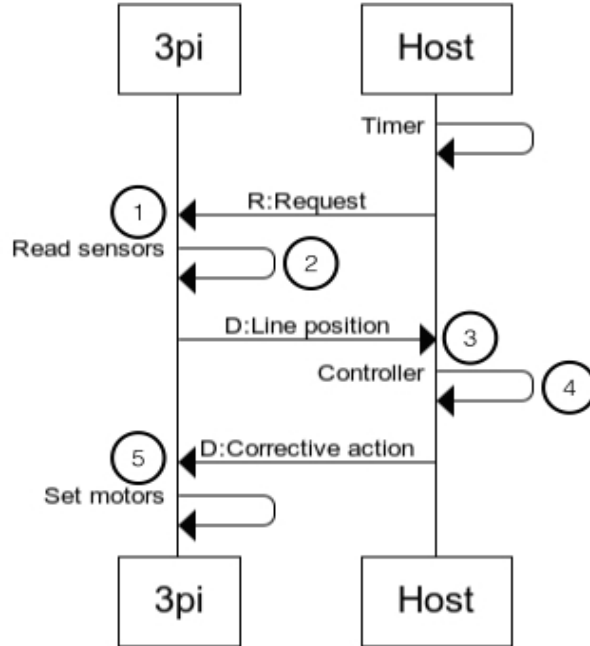 3pi
Host
Timer
R:Request
1
Read sensors
2
D:Line position
3
Controller
4
D:Corrective action
5
Set motors
3pi
Host